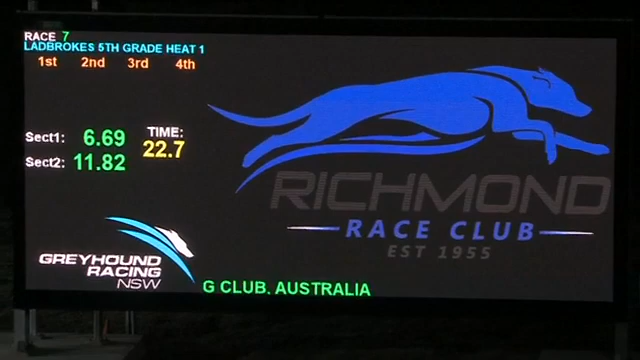 RACE 7
LADBROKES 5TH GRADE HEAT 1
1st 2nd 3rd 4th
Sect1: 6.69 TIME:
22.7
Sect2: 11.82
RICHMOND
RACE CLUB
EST 1955
GREYHOUND
RACING
NSW
G CLUB. AUSTRALIA